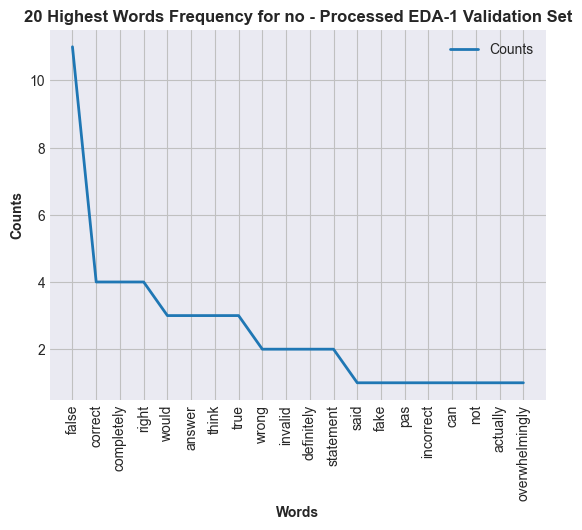 20 Highest Words Frequency for no - Processed EDA-1 Validation Set
Counts
Counts
10
8
6
4
2
false
correct
completely
right
would
answer
think
true
wrong
invalid
definitely
statement
said
fake
pas
incorrect
can
not
actually
overwhelmingly
Words